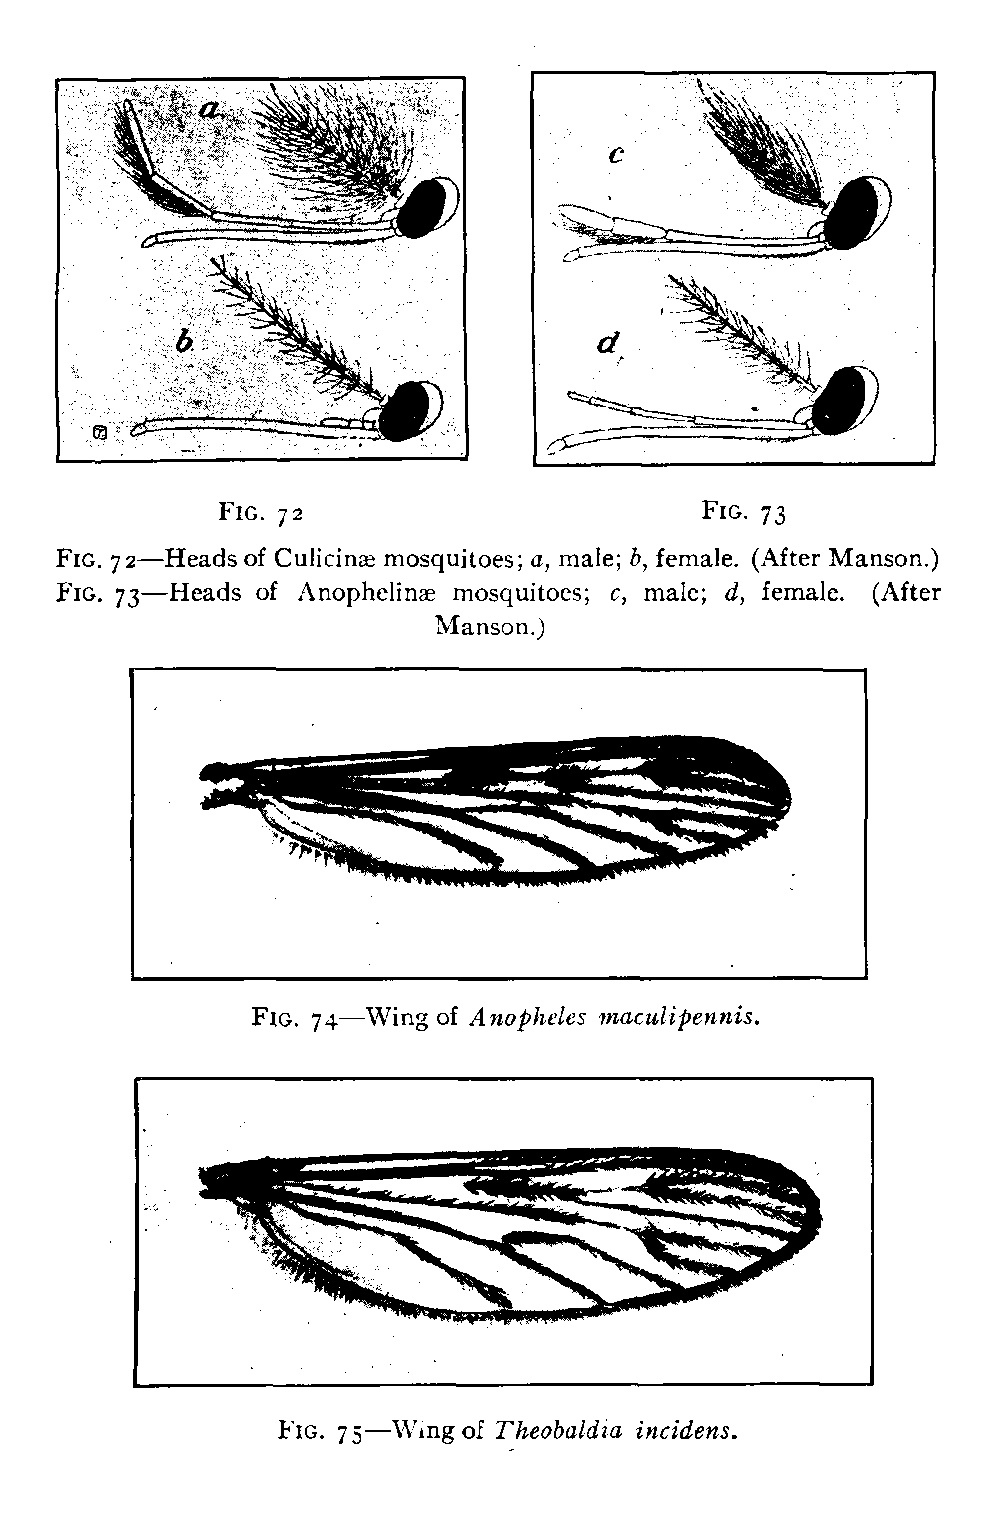 a
c
b
d
FIG. 72
FIG. 73
FIG. 72—Heads of Culicinæ mosquitoes; a, male; b, female. (After Manson.)
FIG. 73—Heads of Anophelinæ mosquitoes; c, male; d, female. (After
Manson.)
FIG. 74—Wing of Anopheles maculipennis.
FIG. 75—Wing of Theobaldia incidens.